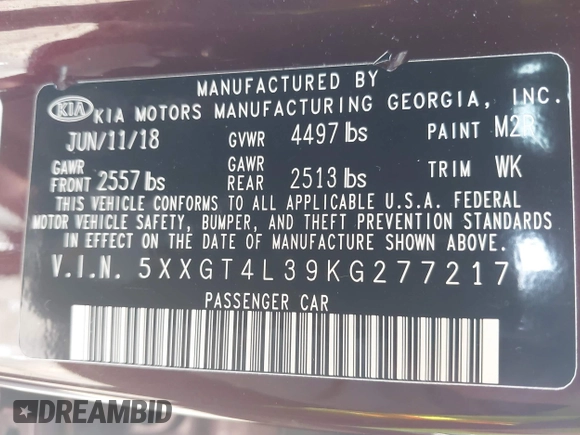 MANUFACTURED BY
KIA KIA MOTORS MANUFACTURING GEORGIA, INC.
JUN/11/18 GVWR 4497 lbs PAINT M2R
GAWR FRONT 2557 lbs GAWR REAR 2513 lbs TRIM WK
THIS VEHICLE CONFORMS TO ALL APPLICABLE U.S.A. FEDERAL
MOTOR VEHICLE SAFETY, BUMPER, AND THEFT PREVENTION STANDARDS
IN EFFECT ON THE DATE OF MANUFACTURE SHOWN ABOVE.
V.I.N. 5XXGT4L39KG277217
PASSENGER CAR
DREAMBID